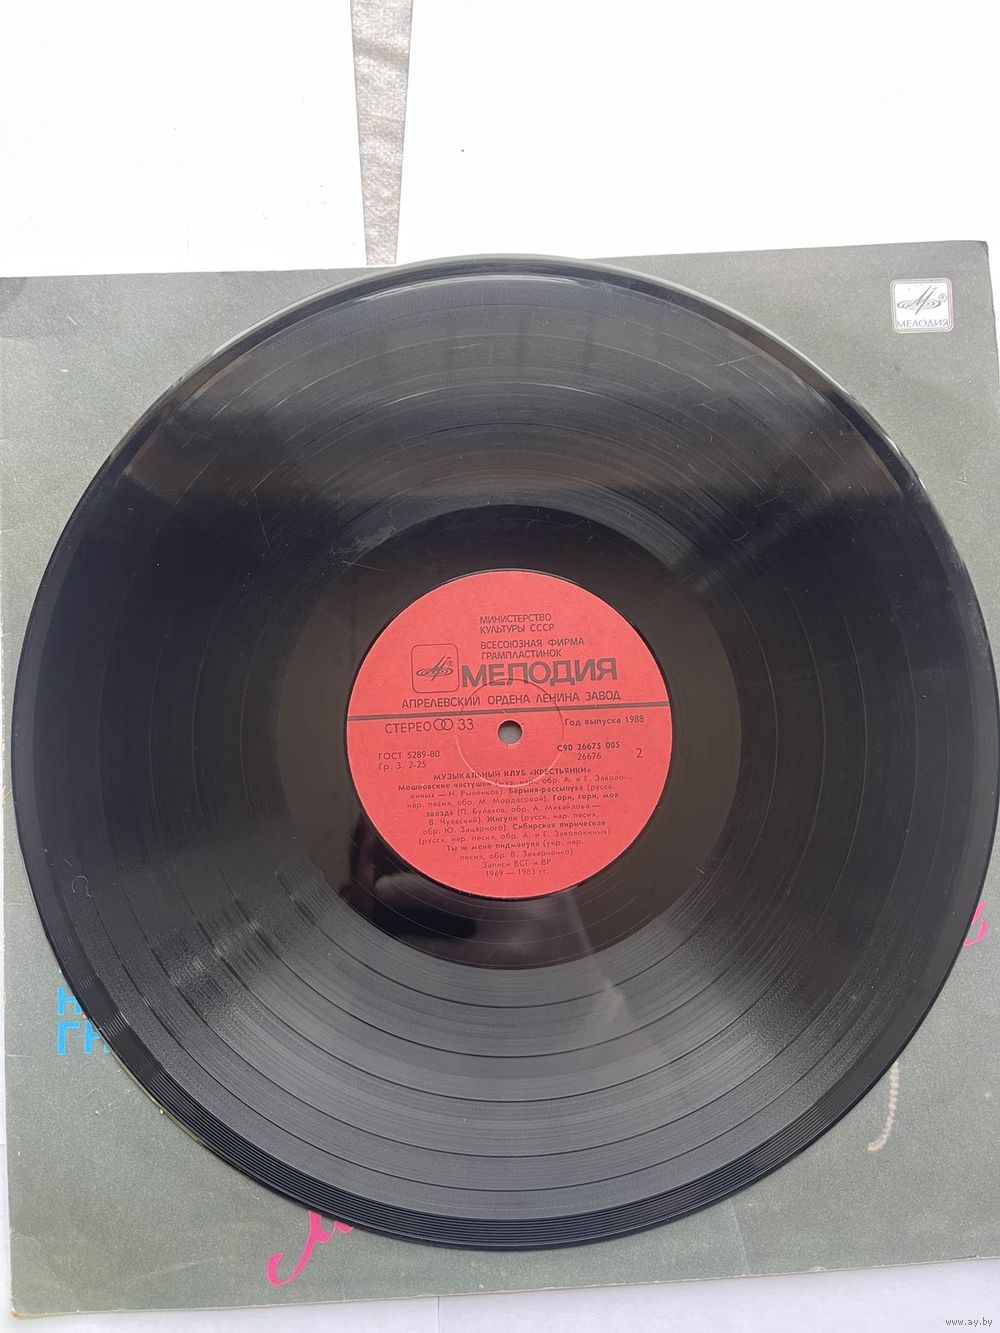 МЕЛОДИЯ
МИНИСТЕРСТВО
КУЛЬТУРЫ СССР
ВСЕСОЮЗНАЯ ФИРМА
ГРАМПЛАСТИНОК
МЕЛОДИЯ
АПРЕЛЕВСКИЙ ОРДЕНА ЛЕНИНА ЗАВОД
СТЕРЕО 33
Год выпуска 1988
ГОСТ 5289-80
Гр. 3. 2-25
С90 26675 005
26676
2
МУЗЫКАЛЬНЫЙ КЛУБ «КРЕСТЬЯНКИ»
Мошковские частушки (муз. нар., обр. А. и Г. Заволо-
киных — Н. Рыленков). Барыня-рассыпуха (русск.
нар. песня, обр. М. Мордасовой). Гори, гори, моя
звезда (П. Булахов, обр. А. Михайлова —
В. Чуевский). Жигули (русск. нар. песня,
обр. Ю. Зацарного). Сибирская лирическая
(русск. нар. песня, обр. А. и Г. Заволокиных)
Ты ж мене пидманула (укр. нар.
песня, обр. В. Захарченко)
Записи ВСГ и ВР
1969 — 1983 гг.
www.ay.by